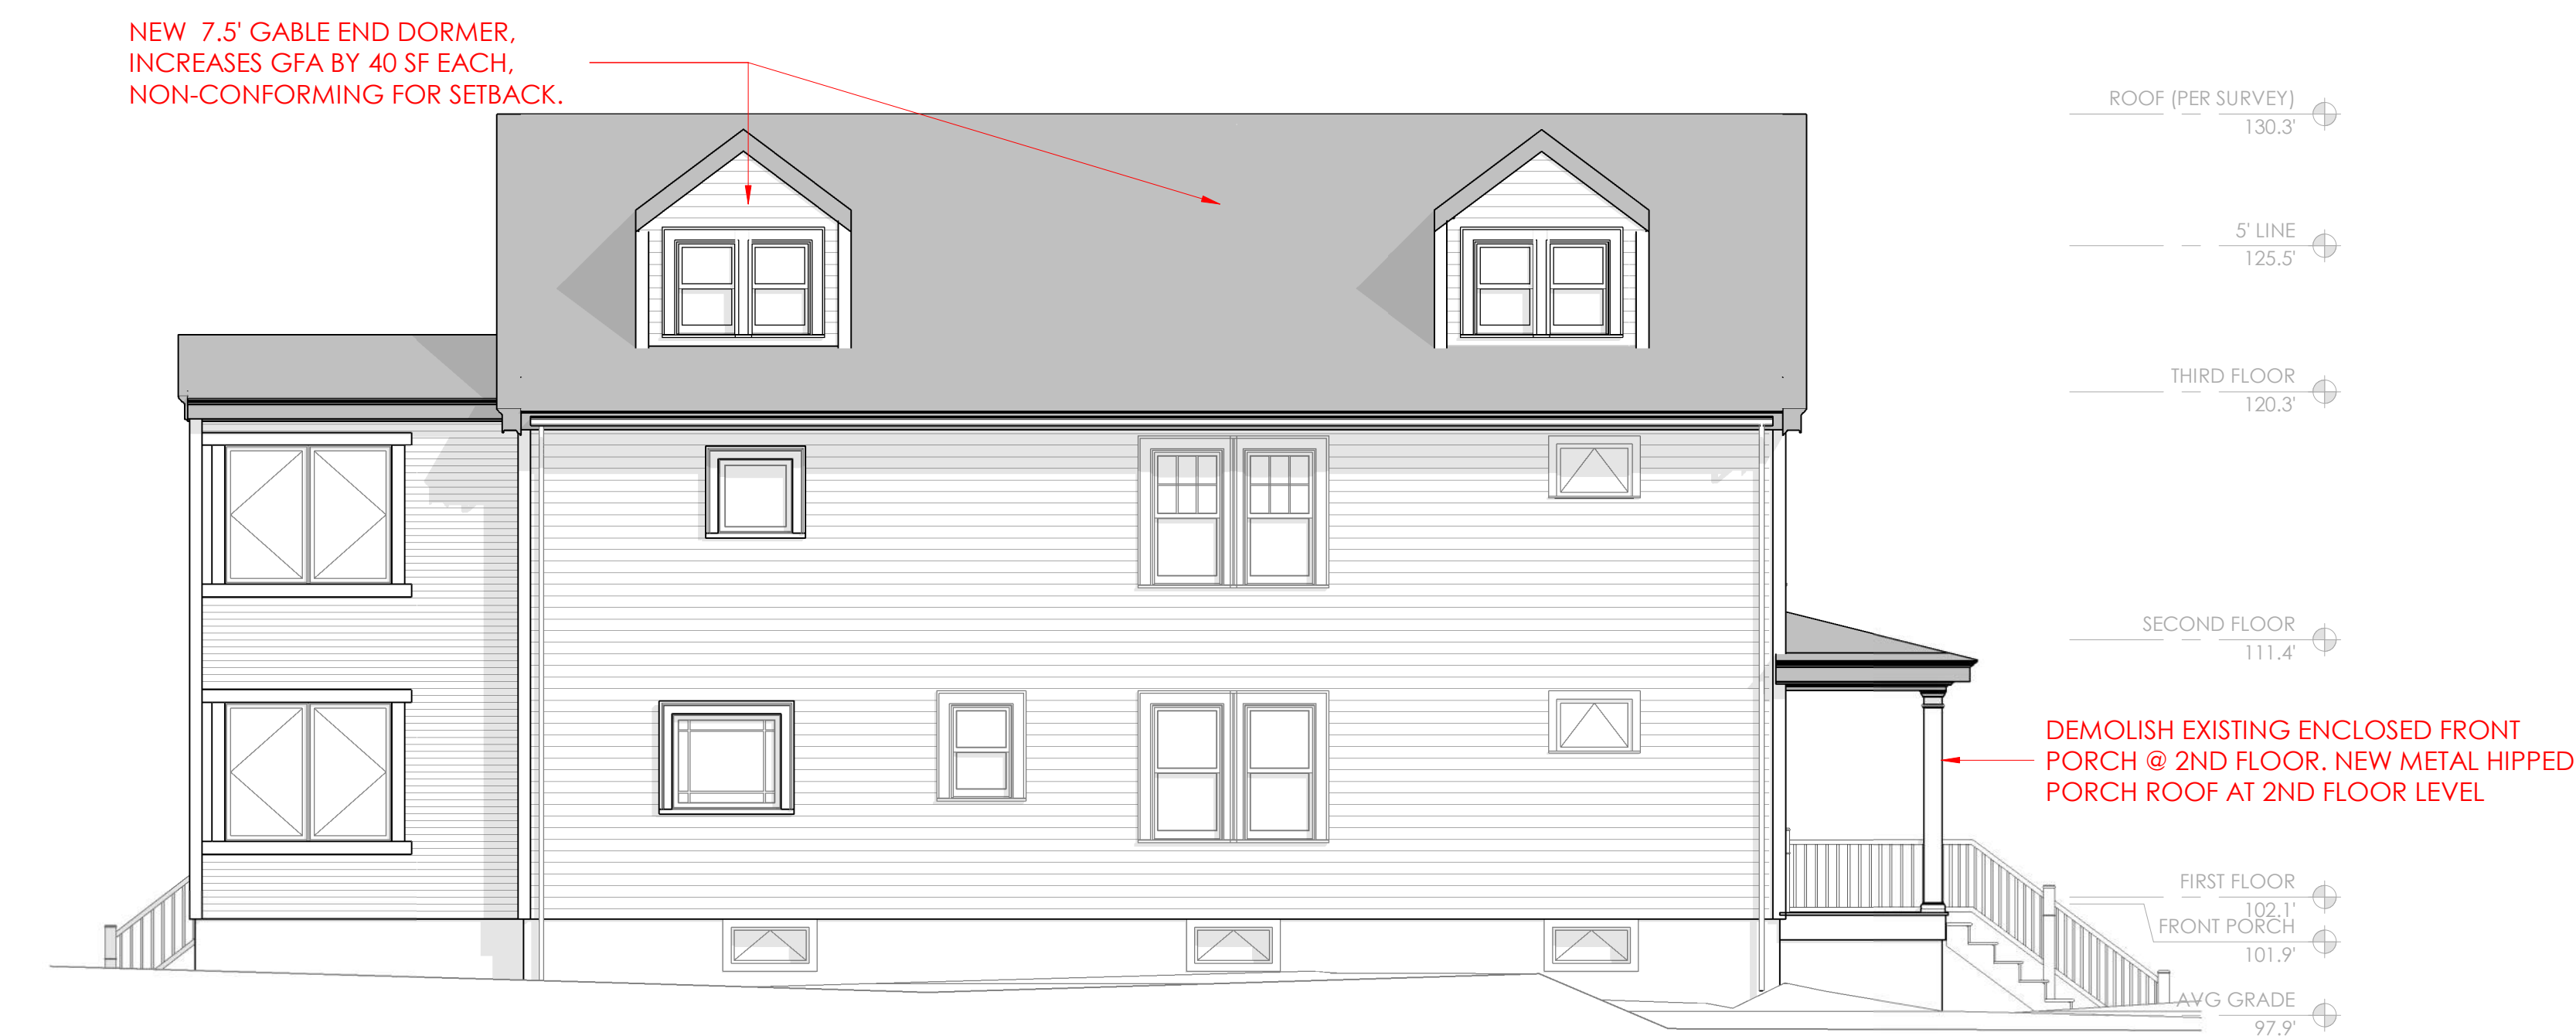 NEW 7.5' GABLE END DORMER,
INCREASES GFA BY 40 SF EACH,
NON-CONFORMING FOR SETBACK.
ROOF (PER SURVEY)
130.3'
5' LINE
125.5'
THIRD FLOOR
120.3'
SECOND FLOOR
111.4'
DEMOLISH EXISTING ENCLOSED FRONT
PORCH @ 2ND FLOOR. NEW METAL HIPPED
PORCH ROOF AT 2ND FLOOR LEVEL
FIRST FLOOR
102.1'
FRONT PORCH
101.9'
AVG GRADE
97.9'